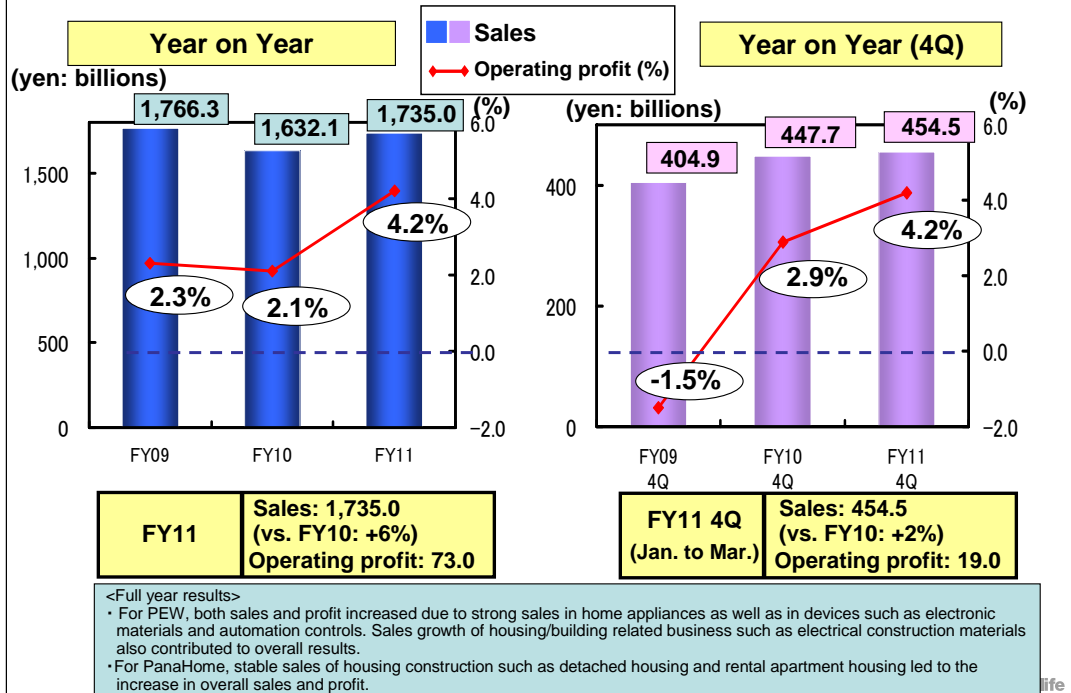 Year on Year
Sales
Operating profit (%)
Year on Year (4Q)
(yen: billions)
(%)
1,766.3
1,632.1
1,735.0
1,500
1,000
500
0
6.0
4.0
2.0
0.0
-2.0
2.3%
2.1%
4.2%
FY09
FY10
FY11
(yen: billions)
(%)
404.9
447.7
454.5
400
200
0
6.0
4.0
2.0
0.0
-2.0
-1.5%
2.9%
4.2%
FY09
4Q
FY10
4Q
FY11
4Q
FY11
Sales: 1,735.0
(vs. FY10: +6%)
Operating profit: 73.0
FY11 4Q
(Jan. to Mar.)
Sales: 454.5
(vs. FY10: +2%)
Operating profit: 19.0
<Full year results>
・For PEW, both sales and profit increased due to strong sales in home appliances as well as in devices such as electronic
materials and automation controls. Sales growth of housing/building related business such as electrical construction materials
also contributed to overall results.
・For PanaHome, stable sales of housing construction such as detached housing and rental apartment housing led to the
increase in overall sales and profit.
life